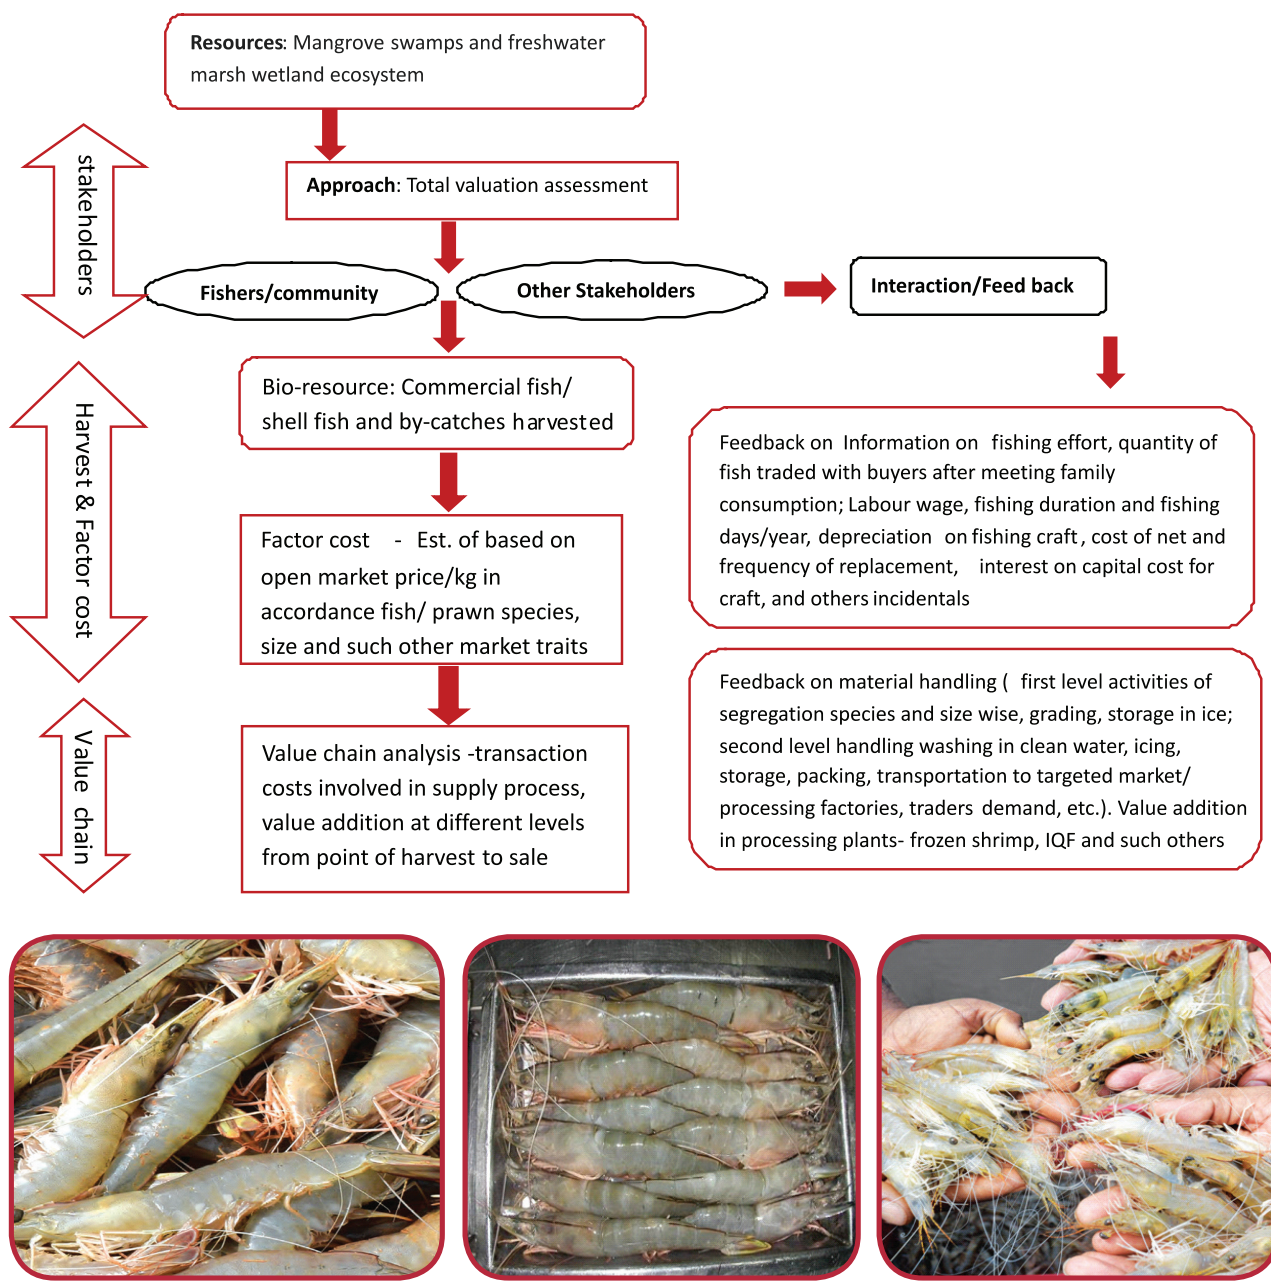 Resources: Mangrove swamps and freshwater
marsh wetland ecosystem
stakeholders
Approach: Total valuation assessment
Fishers/community
Other Stakeholders
Interaction/Feed back
Harvest & Factor cost
Bio-resource: Commercial fish/
shell fish and by-catches harvested
Factor cost - Est. of based on
open market price/kg in
accordance fish/ prawn species,
size and such other market traits
Value chain
Value chain analysis -transaction
costs involved in supply process,
value addition at different levels
from point of harvest to sale
Feedback on Information on fishing effort, quantity of
fish traded with buyers after meeting family
consumption; Labour wage, fishing duration and fishing
days/year, depreciation on fishing craft, cost of net and
frequency of replacement, interest on capital cost for
craft, and others incidentals
Feedback on material handling ( first level activities of
segregation species and size wise, grading, storage in ice;
second level handling washing in clean water, icing,
storage, packing, transportation to targeted market/
processing factories, traders demand, etc.). Value addition
in processing plants- frozen shrimp, IQF and such others